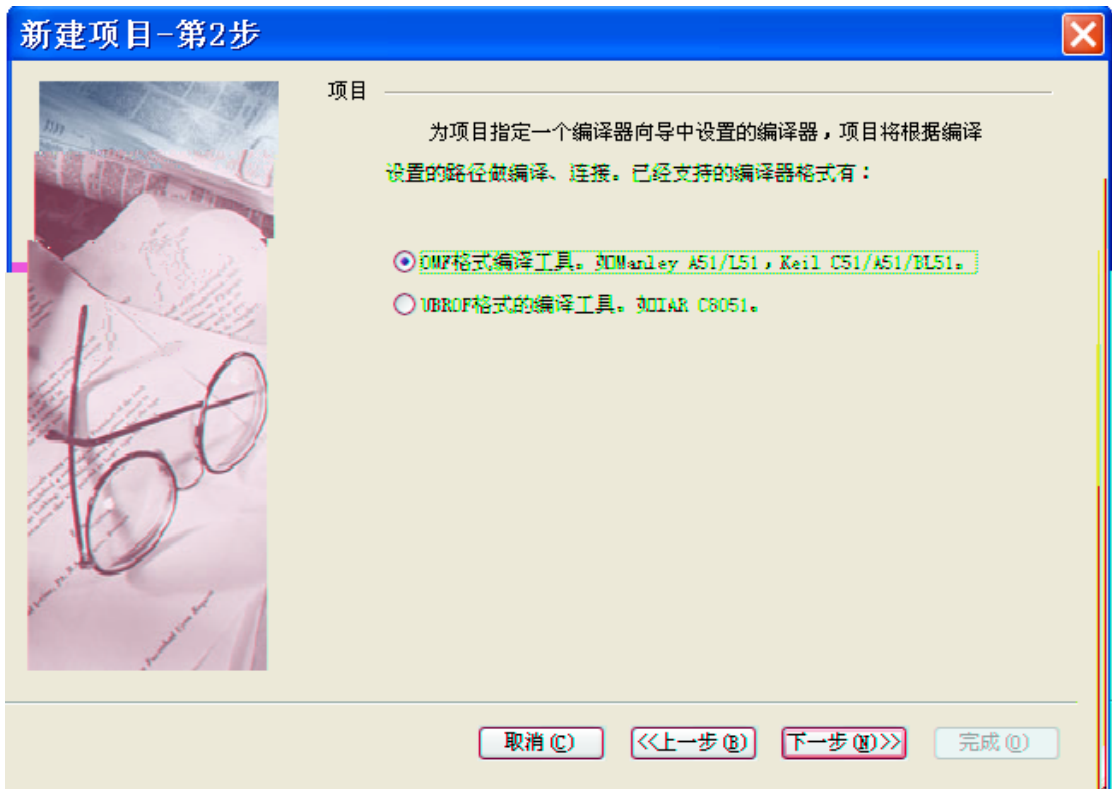 新建项目-第2步
项目
为项目指定一个编译器向导中设置的编译器，项目将根据编译
设置的路径做编译、连接。已经支持的编译器格式有：
OMF格式编译工具。如Manley A51/L51，Keil C51/A51/BL51。
UBROF格式的编译工具。如IAR C8051。
取消(C)
<<上一步(B)
下一步(N)>>
完成(O)